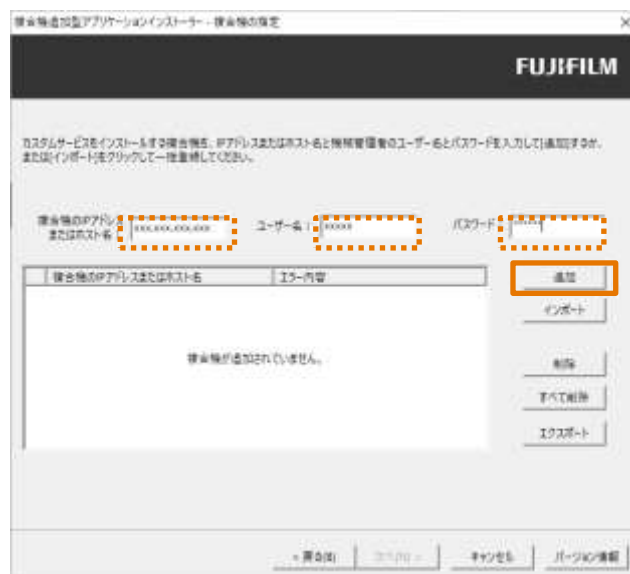 複合機追加型アプリケーションインストーラー - 複合機の指定
FUJIFILM
カスタムサービスをインストールする複合機を、IPアドレスまたはホスト名と機械管理者のユーザー名とパスワードを入力して[追加]するか、
または[インポート]をクリックして一括登録してください。
複合機のIPアドレス
またはホスト名：
xxx.xxx.xxx.xxx
ユーザー名：
xxxxx
パスワード：
複合機のIPアドレスまたはホスト名
エラー内容
追加
インポート
複合機が追加されていません。
削除
すべて削除
エクスポート
< 戻る(B)
次へ(N) >
キャンセル
バージョン情報